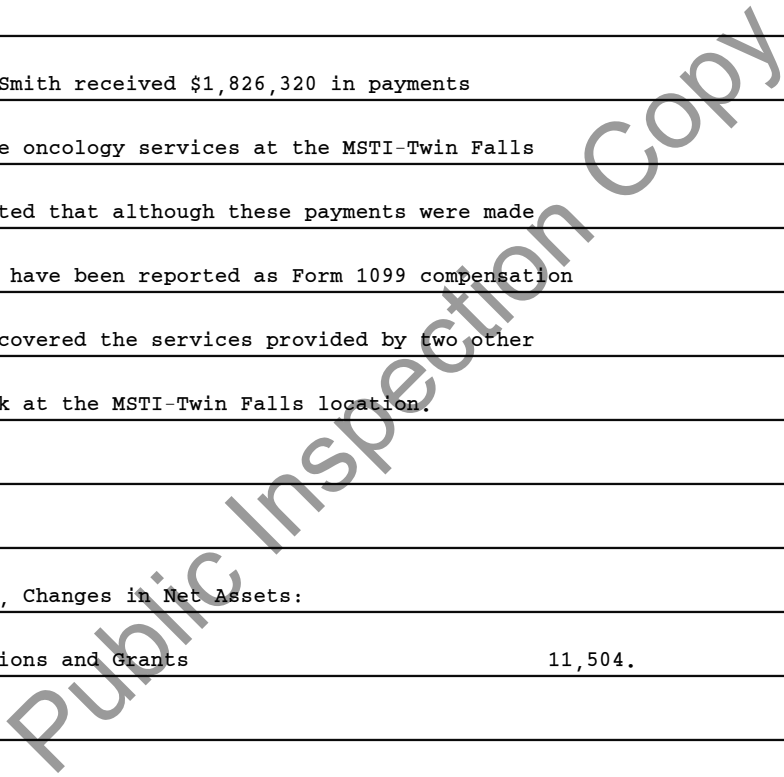 Smith received $1,826,320 in payments
e oncology services at the MSTI-Twin Falls
ted that although these payments were made
have been reported as Form 1099 compensation
covered the services provided by two other
k at the MSTI-Twin Falls location.
, Changes in Net Assets:
ions and Grants 11,504.
Public Inspection Copy